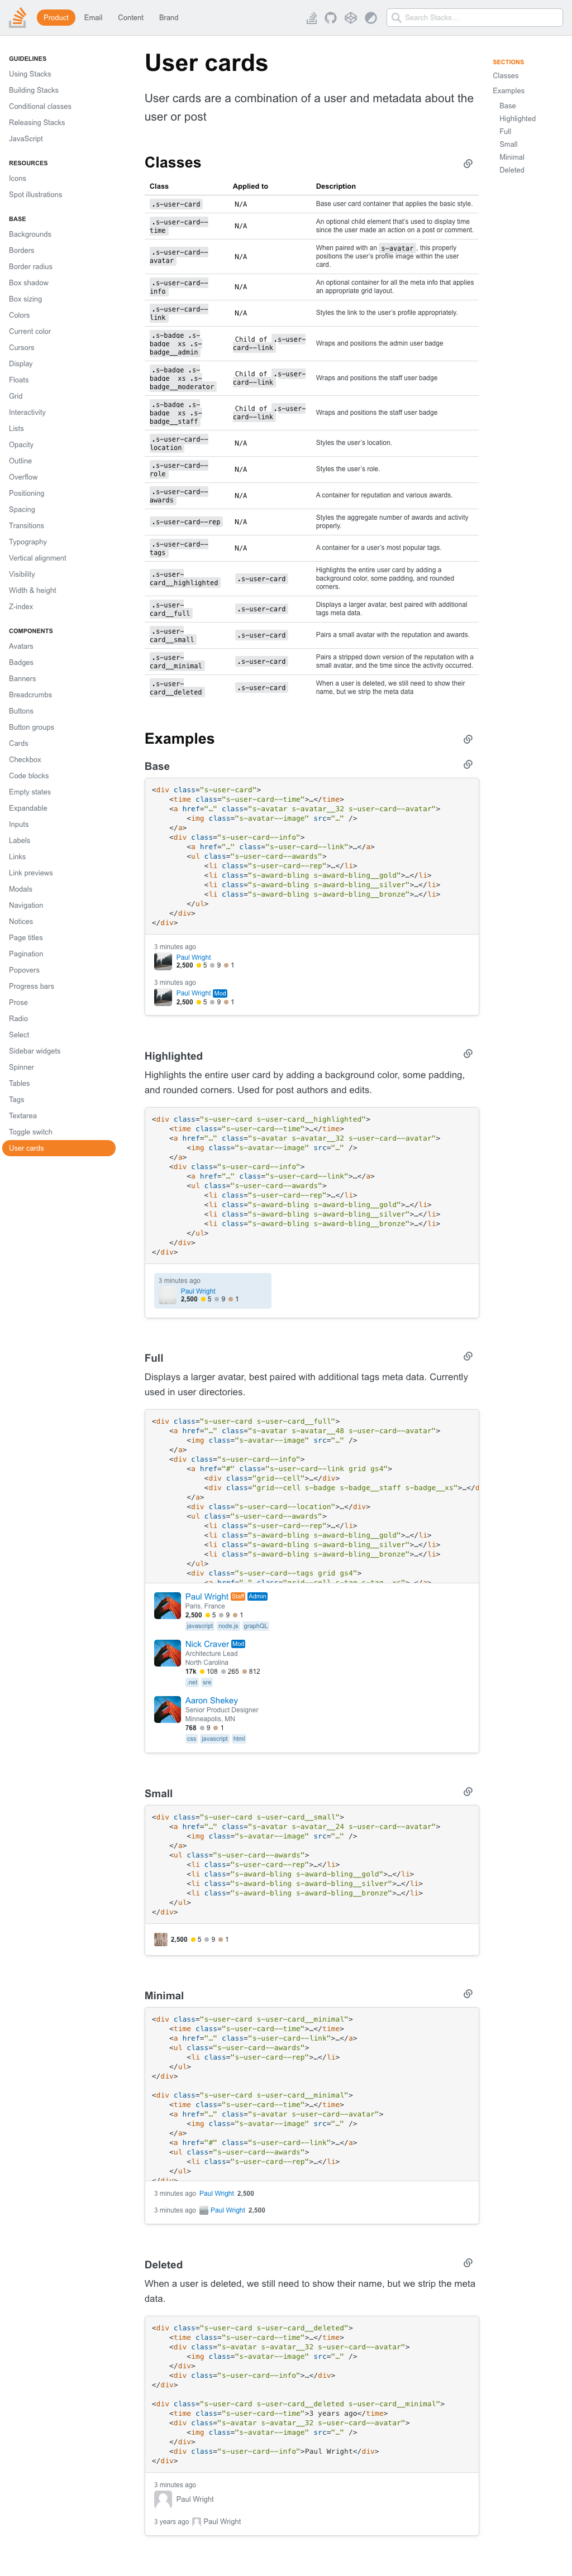 Product Email Content Brand
Search Stacks…
GUIDELINES
Using Stacks
Building Stacks
Conditional classes
Releasing Stacks
JavaScript
RESOURCES
Icons
Spot illustrations
BASE
Backgrounds
Borders
Border radius
Box shadow
Box sizing
Colors
Current color
Cursors
Display
Floats
Grid
Interactivity
Lists
Opacity
Outline
Overflow
Positioning
Spacing
Transitions
Typography
Vertical alignment
Visibility
Width & height
Z-index
COMPONENTS
Avatars
Badges
Banners
Breadcrumbs
Buttons
Button groups
Cards
Checkbox
Code blocks
Empty states
Expandable
Inputs
Labels
Links
Link previews
Modals
Navigation
Notices
Page titles
Pagination
Popovers
Progress bars
Prose
Radio
Select
Sidebar widgets
Spinner
Tables
Tags
Textarea
Toggle switch
User cards
User cards
User cards are a combination of a user and metadata about the
user or post
Classes
Class Applied to Description
.s-user-card N/A Base user card container that applies the basic style.
.s-user-card--
time N/A An optional child element that's used to display time
since the user made an action on a post or comment.
.s-user-card--
avatar N/A When paired with an s-avatar, this property
positions the user's profile image within the user
card.
.s-user-card--
info N/A An optional container for all the meta info that applies
an appropriate grid layout.
.s-user-card--
link N/A Styles the link to the user's profile appropriately.
.s-badge .s-
badge__xs .s-
badge__admin Child of .s-user-
card--link Wraps and positions the admin user badge
.s-badge .s-
badge__xs .s-
badge__moderator Child of .s-user-
card--link Wraps and positions the staff user badge
.s-badge .s-
badge__xs .s-
badge__staff Child of .s-user-
card--link Wraps and positions the staff user badge
.s-user-card--
location N/A Styles the user's location.
.s-user-card--
role N/A Styles the user's role.
.s-user-card--
awards N/A A container for reputation and various awards.
.s-user-card--rep N/A Styles the aggregate number of awards and activity
properly.
.s-user-card--
tags N/A A container for a user's most popular tags.
.s-user-
card__highlighted .s-user-card Highlights the entire user card by adding a
background color, some padding, and rounded
corners.
.s-user-
card__full .s-user-card Displays a larger avatar, best paired with additional
tags meta data.
.s-user-
card__small .s-user-card Pairs a small avatar with the reputation and awards.
.s-user-
card__minimal .s-user-card Pairs a stripped down version of the reputation with a
small avatar, and the time since the activity occurred.
.s-user-
card__deleted .s-user-card When a user is deleted, we still need to show their
name, but we strip the meta data
Examples
Base
<div class="s-user-card">
<time class="s-user-card--time">…</time>
<a href="…" class="s-avatar s-avatar__32 s-user-card--avatar">
<img class="s-avatar--image" src="…" />
</a>
<div class="s-user-card--info">
<a href="…" class="s-user-card--link">…</a>
<ul class="s-user-card--awards">
<li class="s-user-card--rep">…</li>
<li class="s-award-bling s-award-bling__gold">…</li>
<li class="s-award-bling s-award-bling__silver">…</li>
<li class="s-award-bling s-award-bling__bronze">…</li>
</ul>
</div>
</div>
3 minutes ago
Paul Wright
2,500 5 9 1
3 minutes ago
Paul Wright Mod
2,500 5 9 1
Highlighted
Highlights the entire user card by adding a background color, some padding,
and rounded corners. Used for post authors and edits.
<div class="s-user-card s-user-card__highlighted">
<time class="s-user-card--time">…</time>
<a href="…" class="s-avatar s-avatar__32 s-user-card--avatar">
<img class="s-avatar--image" src="…" />
</a>
<div class="s-user-card--info">
<a href="…" class="s-user-card--link">…</a>
<ul class="s-user-card--awards">
<li class="s-user-card--rep">…</li>
<li class="s-award-bling s-award-bling__gold">…</li>
<li class="s-award-bling s-award-bling__silver">…</li>
<li class="s-award-bling s-award-bling__bronze">…</li>
</ul>
</div>
</div>
3 minutes ago
Paul Wright
2,500 5 9 1
Full
Displays a larger avatar, best paired with additional tags meta data. Currently
used in user directories.
<div class="s-user-card s-user-card__full">
<a href="…" class="s-avatar s-avatar__48 s-user-card--avatar">
<img class="s-avatar--image" src="…" />
</a>
<div class="s-user-card--info">
<a href="#" class="s-user-card--link grid gs4">
<div class="grid--cell">…</div>
<div class="grid--cell s-badge s-badge__staff s-badge__xs">…</d
</a>
<div class="s-user-card--location">…</div>
<ul class="s-user-card--awards">
<li class="s-user-card--rep">…</li>
<li class="s-award-bling s-award-bling__gold">…</li>
<li class="s-award-bling s-award-bling__silver">…</li>
<li class="s-award-bling s-award-bling__bronze">…</li>
</ul>
<div class="s-user-card--tags grid gs4">
Paul Wright Staff Admin
Paris, France
2,500 5 9 1
javascript node.js graphQL
Nick Craver Mod
Architecture Lead
North Carolina
17k 108 265 812
.net sre
Aaron Shekey
Senior Product Designer
Minneapolis, MN
768 9 1
css javascript html
Small
<div class="s-user-card s-user-card__small">
<a href="…" class="s-avatar s-avatar__24 s-user-card--avatar">
<img class="s-avatar--image" src="…" />
</a>
<ul class="s-user-card--awards">
<li class="s-user-card--rep">…</li>
<li class="s-award-bling s-award-bling__gold">…</li>
<li class="s-award-bling s-award-bling__silver">…</li>
<li class="s-award-bling s-award-bling__bronze">…</li>
</ul>
</div>
2,500 5 9 1
Minimal
<div class="s-user-card s-user-card__minimal">
<time class="s-user-card--time">…</time>
<a href="…" class="s-user-card--link">…</a>
<ul class="s-user-card--awards">
<li class="s-user-card--rep">…</li>
</ul>
</div>
<div class="s-user-card s-user-card__minimal">
<time class="s-user-card--time">…</time>
<a href="…" class="s-avatar s-user-card--avatar">
<img class="s-avatar--image" src="…" />
</a>
<a href="#" class="s-user-card--link">…</a>
<ul class="s-user-card--awards">
<li class="s-user-card--rep">…</li>
</ul>
</div>
3 minutes ago Paul Wright 2,500
3 minutes ago Paul Wright 2,500
Deleted
When a user is deleted, we still need to show their name, but we strip the meta
data.
<div class="s-user-card s-user-card__deleted">
<time class="s-user-card--time">…</time>
<div class="s-avatar s-avatar__32 s-user-card--avatar">
<img class="s-avatar--image" src="…" />
</div>
<div class="s-user-card--info">…</div>
</div>
<div class="s-user-card s-user-card__deleted s-user-card__minimal">
<time class="s-user-card--time">3 years ago</time>
<div class="s-avatar s-avatar__32 s-user-card--avatar">
<img class="s-avatar--image" src="…" />
</div>
<div class="s-user-card--info">Paul Wright</div>
</div>
3 minutes ago
Paul Wright
3 years ago Paul Wright
SECTIONS
Classes
Examples
Base
Highlighted
Full
Small
Minimal
Deleted